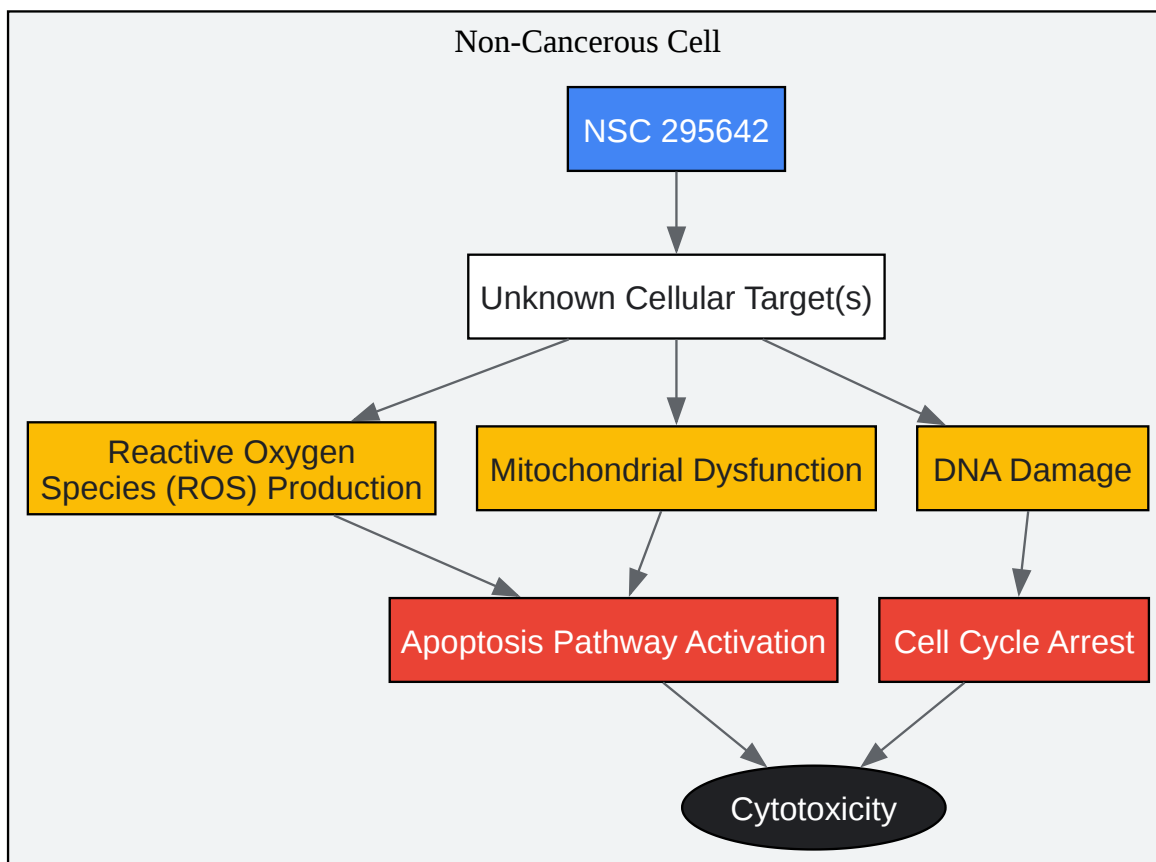 Non-Cancerous Cell
NSC 295642
Unknown Cellular Target(s)
Reactive Oxygen
Species (ROS) Production
Mitochondrial Dysfunction
DNA Damage
Apoptosis Pathway Activation
Cell Cycle Arrest
Cytotoxicity